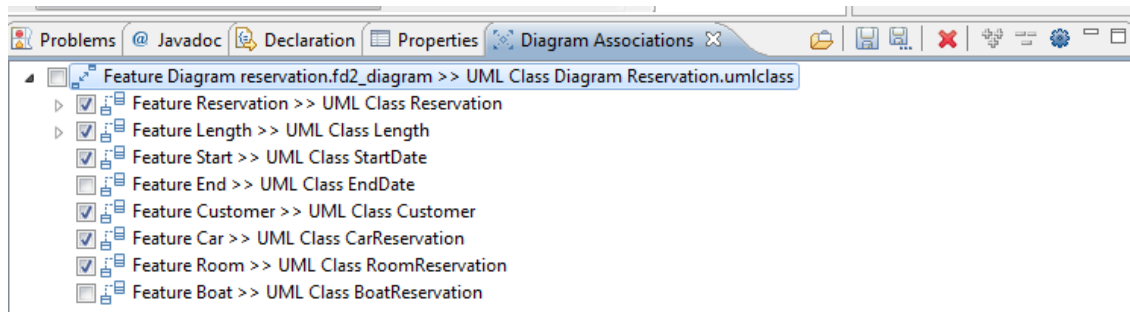 Problems @ Javadoc Declaration Properties Diagram Associations
Feature Diagram reservation.fd2_diagram >> UML Class Diagram Reservation.umlclass
Feature Reservation >> UML Class Reservation
Feature Length >> UML Class Length
Feature Start >> UML Class StartDate
Feature End >> UML Class EndDate
Feature Customer >> UML Class Customer
Feature Car >> UML Class CarReservation
Feature Room >> UML Class RoomReservation
Feature Boat >> UML Class BoatReservation